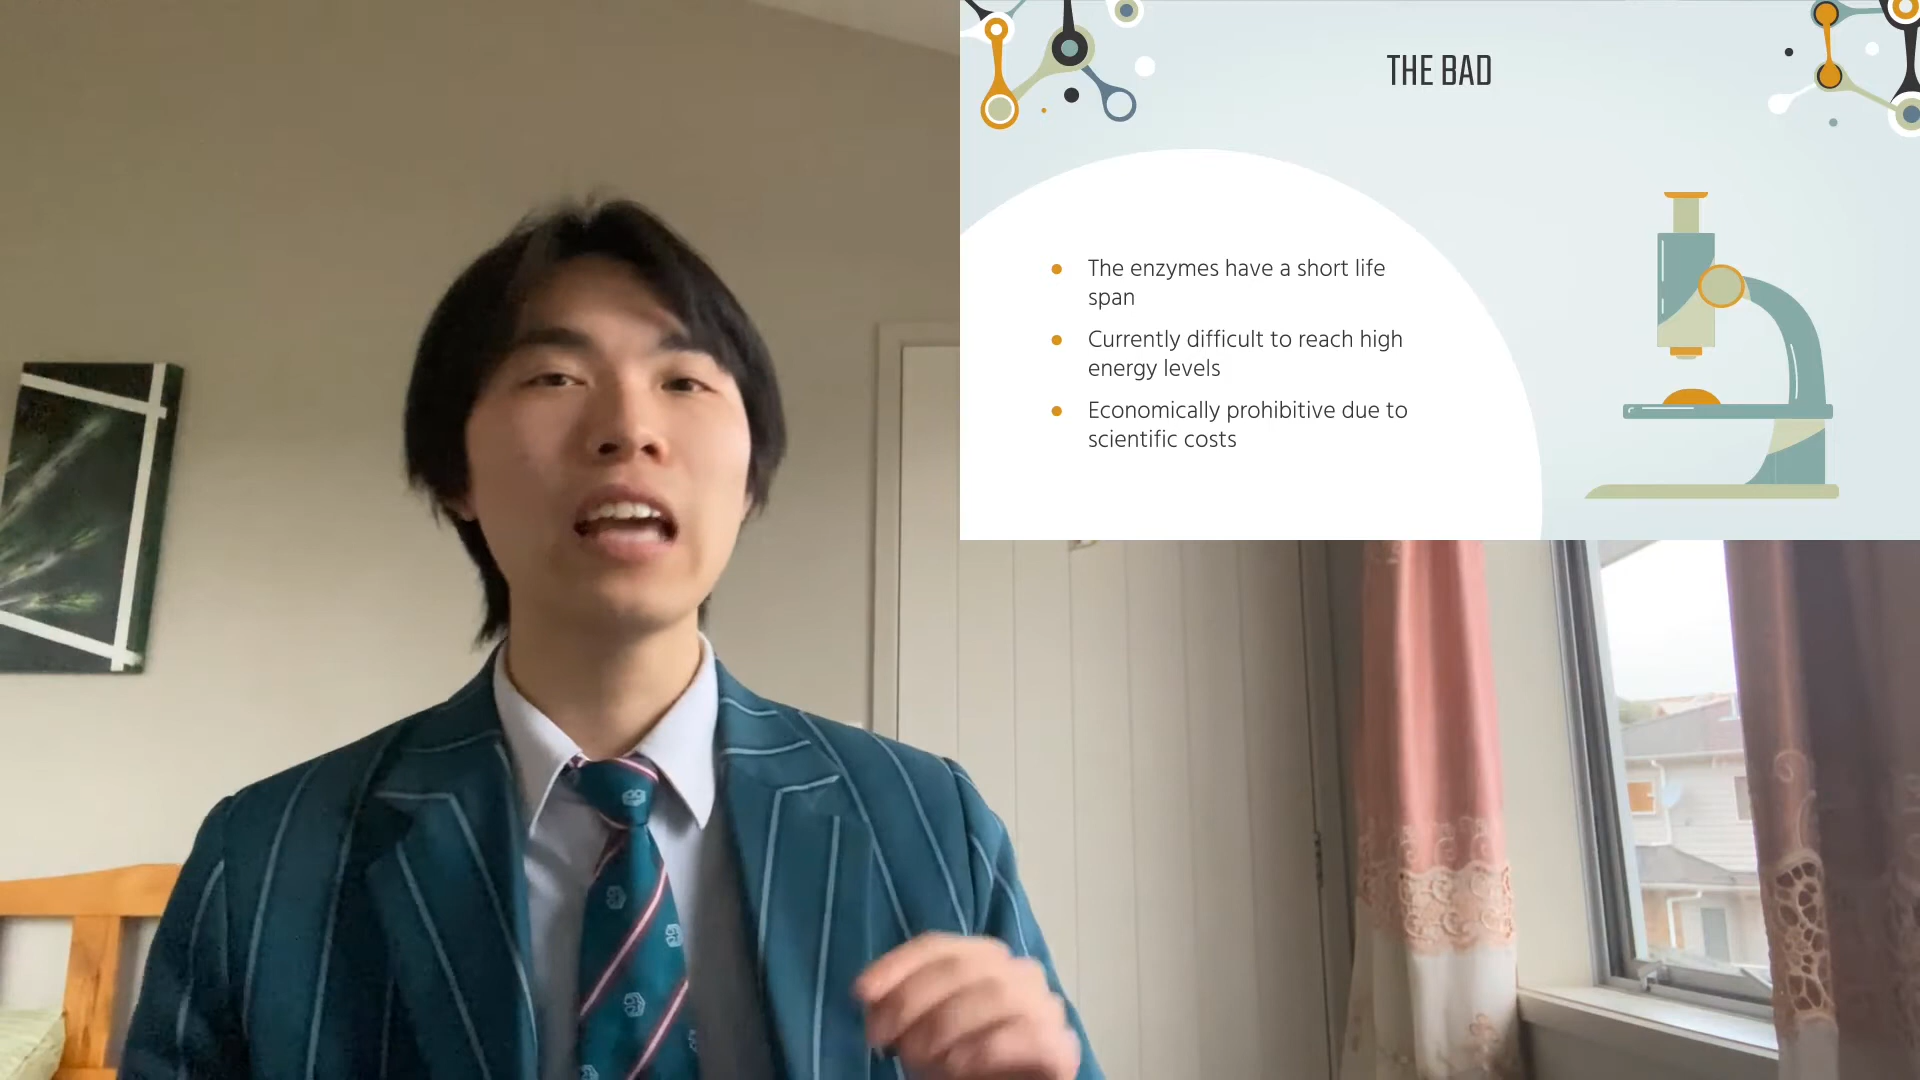 THE BAD
The enzymes have a short life
span
Currently difficult to reach high
energy levels
Economically prohibitive due to
scientific costs